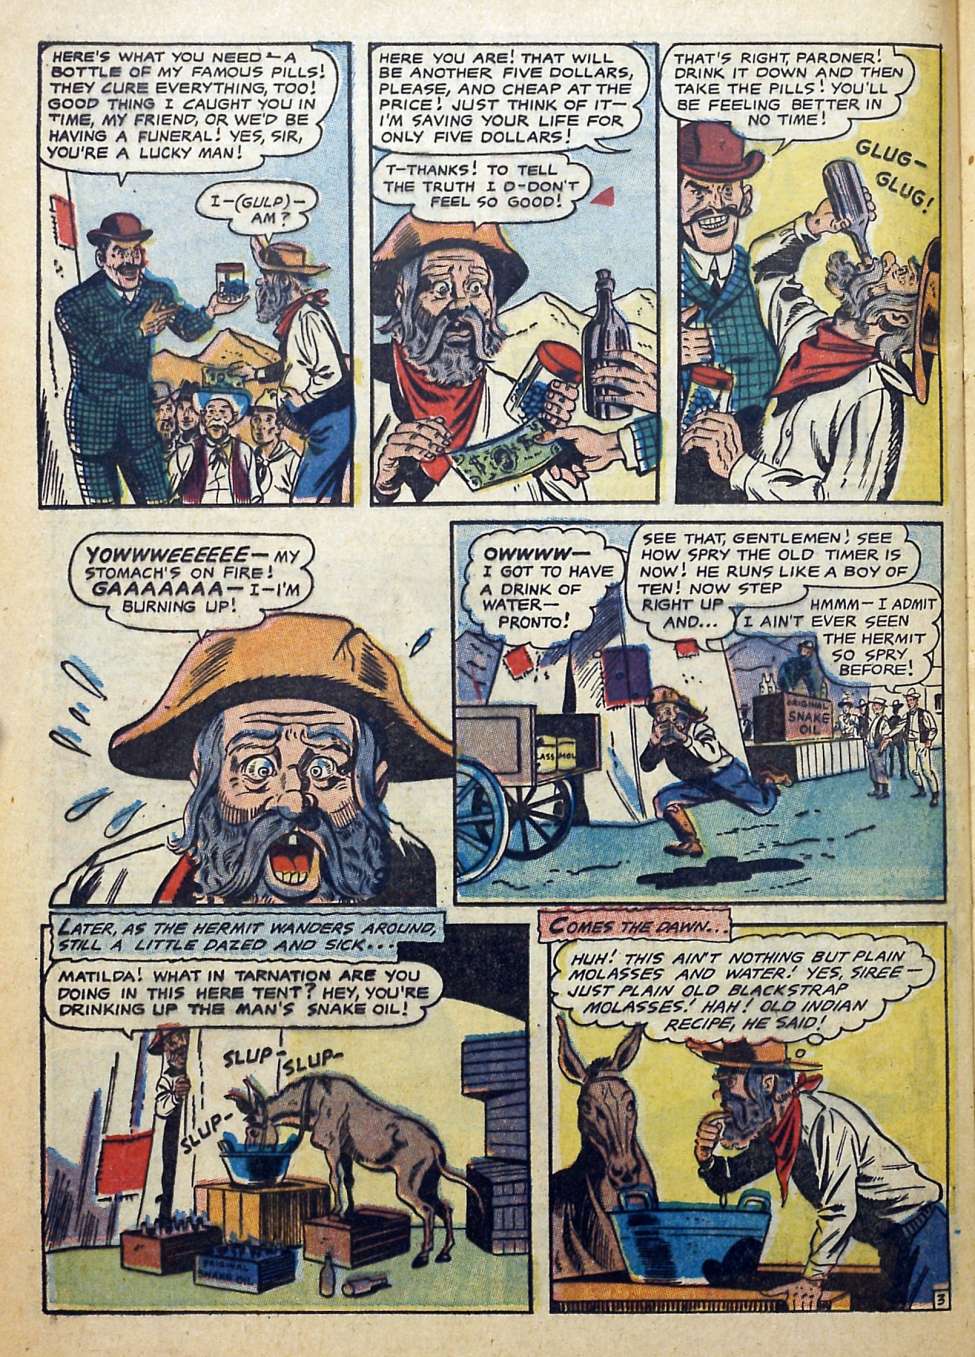 HERE'S WHAT YOU NEED — A
BOTTLE OF MY FAMOUS PILLS!
THEY CURE EVERYTHING, TOO!
GOOD THING I CAUGHT YOU IN
TIME, MY FRIEND, OR WE'D BE
HAVING A FUNERAL! YES, SIR,
YOU'RE A LUCKY MAN!
I—(GULP)—
AM?
HERE YOU ARE! THAT WILL
BE ANOTHER FIVE DOLLARS,
PLEASE, AND CHEAP AT THE
PRICE! JUST THINK OF IT—
I'M SAVING YOUR LIFE FOR
ONLY FIVE DOLLARS!
T-THANKS! TO TELL
THE TRUTH I D-DON'T
FEEL SO GOOD!
THAT'S RIGHT, PARDNER!
DRINK IT DOWN AND THEN
TAKE THE PILLS! YOU'LL
BE FEELING BETTER IN
NO TIME!
GLUG-
GLUG!
YOWWWEEEEEE— MY
STOMACH'S ON FIRE!
GAAAAAAA— I—I'M
BURNING UP!
OWWWW—
I GOT TO HAVE
A DRINK OF
WATER—
PRONTO!
SEE THAT, GENTLEMEN! SEE
HOW SPRY THE OLD TIMER IS
NOW! HE RUNS LIKE A BOY OF
TEN! NOW STEP
RIGHT UP
AND...
HMMM— I ADMIT
I AIN'T EVER SEEN
THE HERMIT
SO SPRY
BEFORE!
ORIGINAL
SNAKE
OIL
LASS MOL
LATER, AS THE HERMIT WANDERS AROUND,
STILL A LITTLE DAZED AND SICK...
MATILDA! WHAT IN TARNATION ARE YOU
DOING IN THIS HERE TENT? HEY, YOU'RE
DRINKING UP THE MAN'S SNAKE OIL!
SLUP-
SLUP-
SLUP-
ORIGINAL
SNAKE OIL
COMES THE DAWN...
HUH! THIS AIN'T NOTHING BUT PLAIN
MOLASSES AND WATER! YES, SIREE—
JUST PLAIN OLD BLACKSTRAP
MOLASSES! HAH! OLD INDIAN
RECIPE, HE SAID!
3